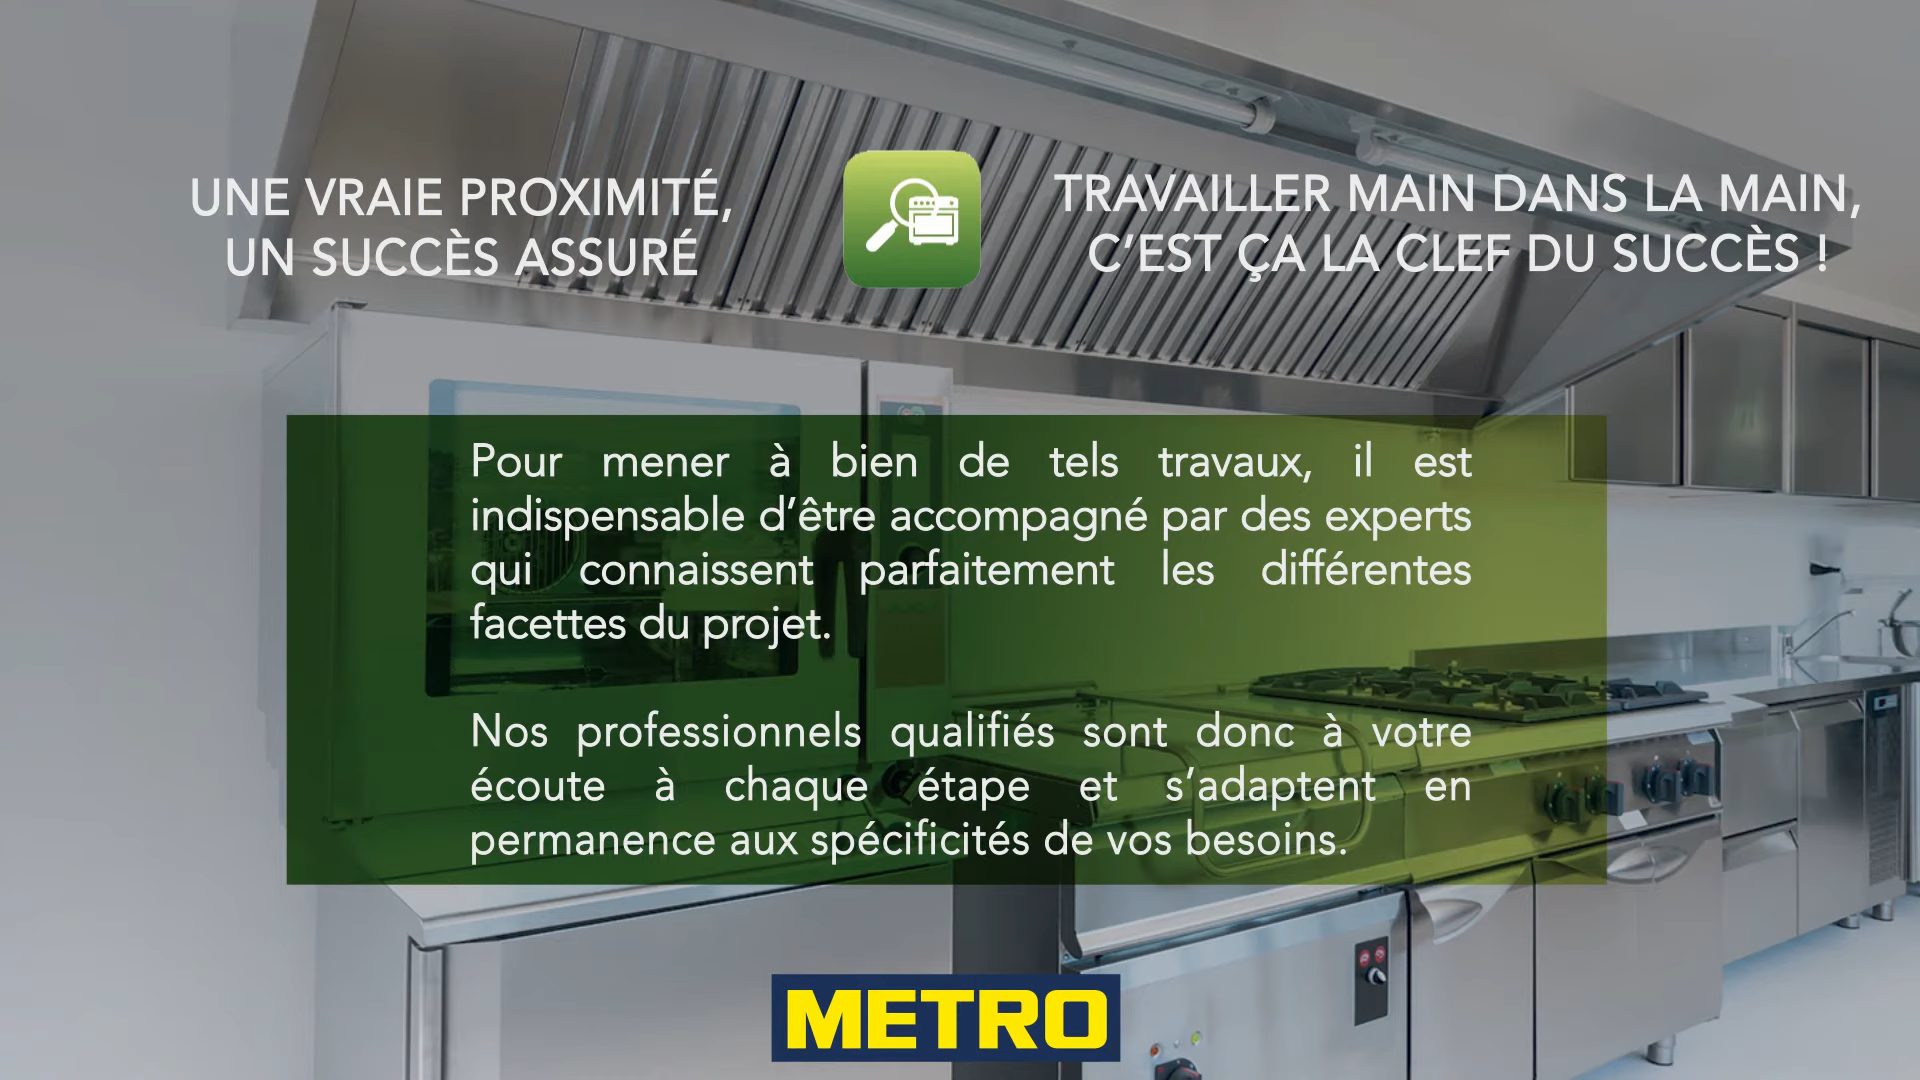 UNE VRAIE PROXIMITÉ,
UN SUCCÈS ASSURÉ
TRAVAILLER MAIN DANS LA MAIN,
C’EST ÇA LA CLEF DU SUCCÈS !
Pour mener à bien de tels travaux, il est
indispensable d’être accompagné par des experts
qui connaissent parfaitement les différentes
facettes du projet.
Nos professionnels qualifiés sont donc à votre
écoute à chaque étape et s’adaptent en
permanence aux spécificités de vos besoins.
METRO